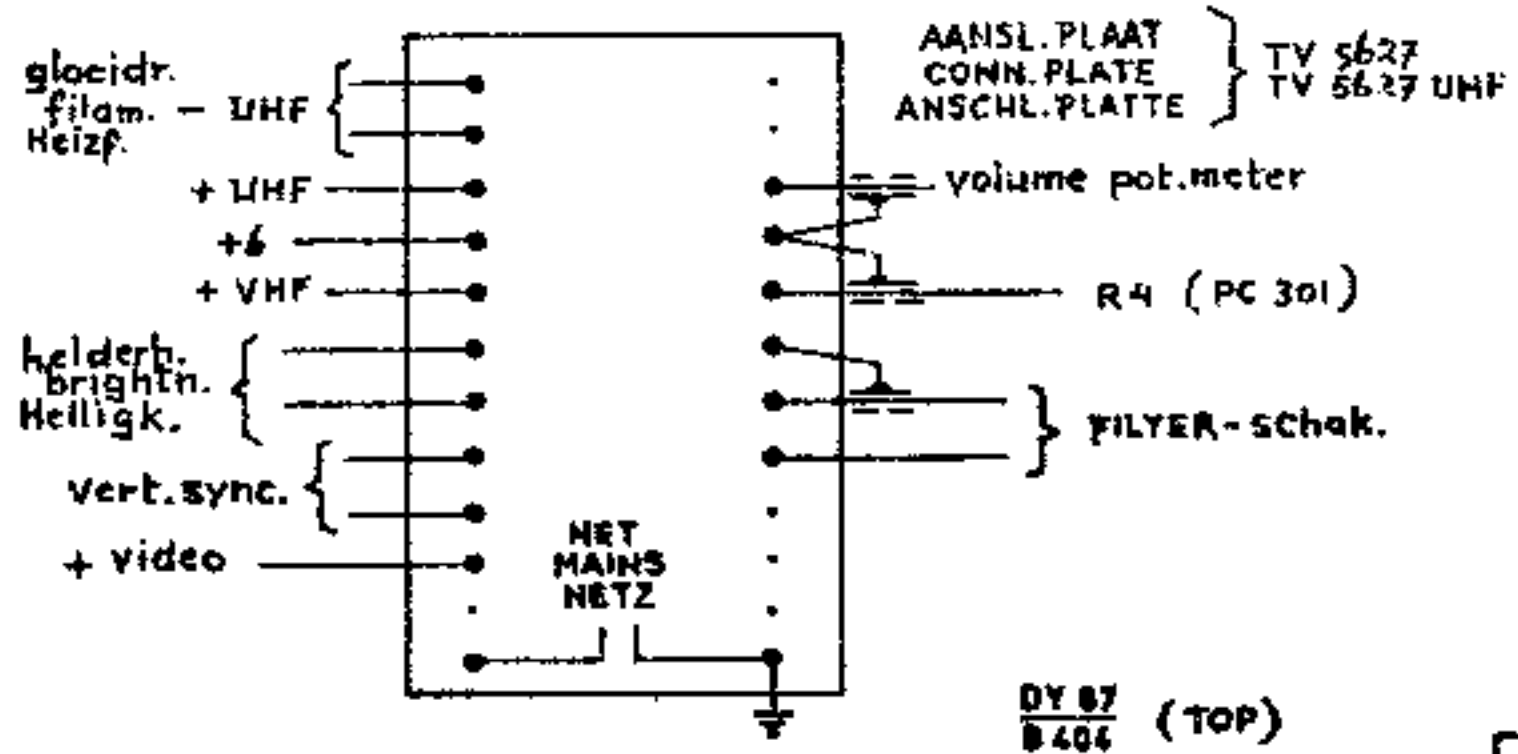 gloeidr.
filam. - UHF
Heizf.
+ UHF
+6
+ VHF
helderh.
brightn.
Helligk.
vert.sync.
+ video
NET
MAINS
NETZ
AANSL.PLAAT
CONN.PLATE
ANSCHL.PLATTE
TV 5627
TV 5627 UHF
volume pot.meter
R4 (PC 301)
FILTER-schak.
DY 87 (TOP)
B 404